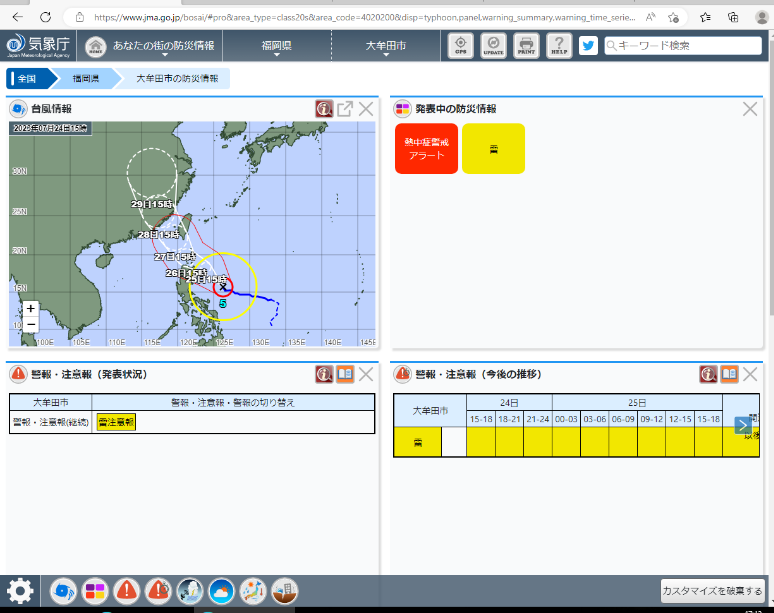 https://www.jma.go.jp/bosai/#pro&area_type=class20s&area_code=4020200&disp=typhoon.panel,warning_summary,warning_time_serie...
気象庁
Japan Meteorological Agency
HOME
あなたの街の防災情報
福岡県
大牟田市
GPS
UPDATE
PRINT
HELP
キーワード検索
全国
福岡県
大牟田市の防災情報
台風情報
2023年07月24日15時
30N
25N
20N
15N
29日15時
28日15時
27日15時
26日15時
25日15時
5
+
−
100E 105E 110E 115E 120E 125E 130E 135E 140E 145E
発表中の防災情報
熱中症警戒
アラート
雷
警報・注意報（発表状況）
大牟田市 警報・注意報・警報の切り替え
警報・注意報(継続) 雷注意報
警報・注意報（今後の推移）
大牟田市 24日 25日
15-18 18-21 21-24 00-03 03-06 06-09 09-12 12-15 15-18
雷
以後
カスタマイズを破棄する